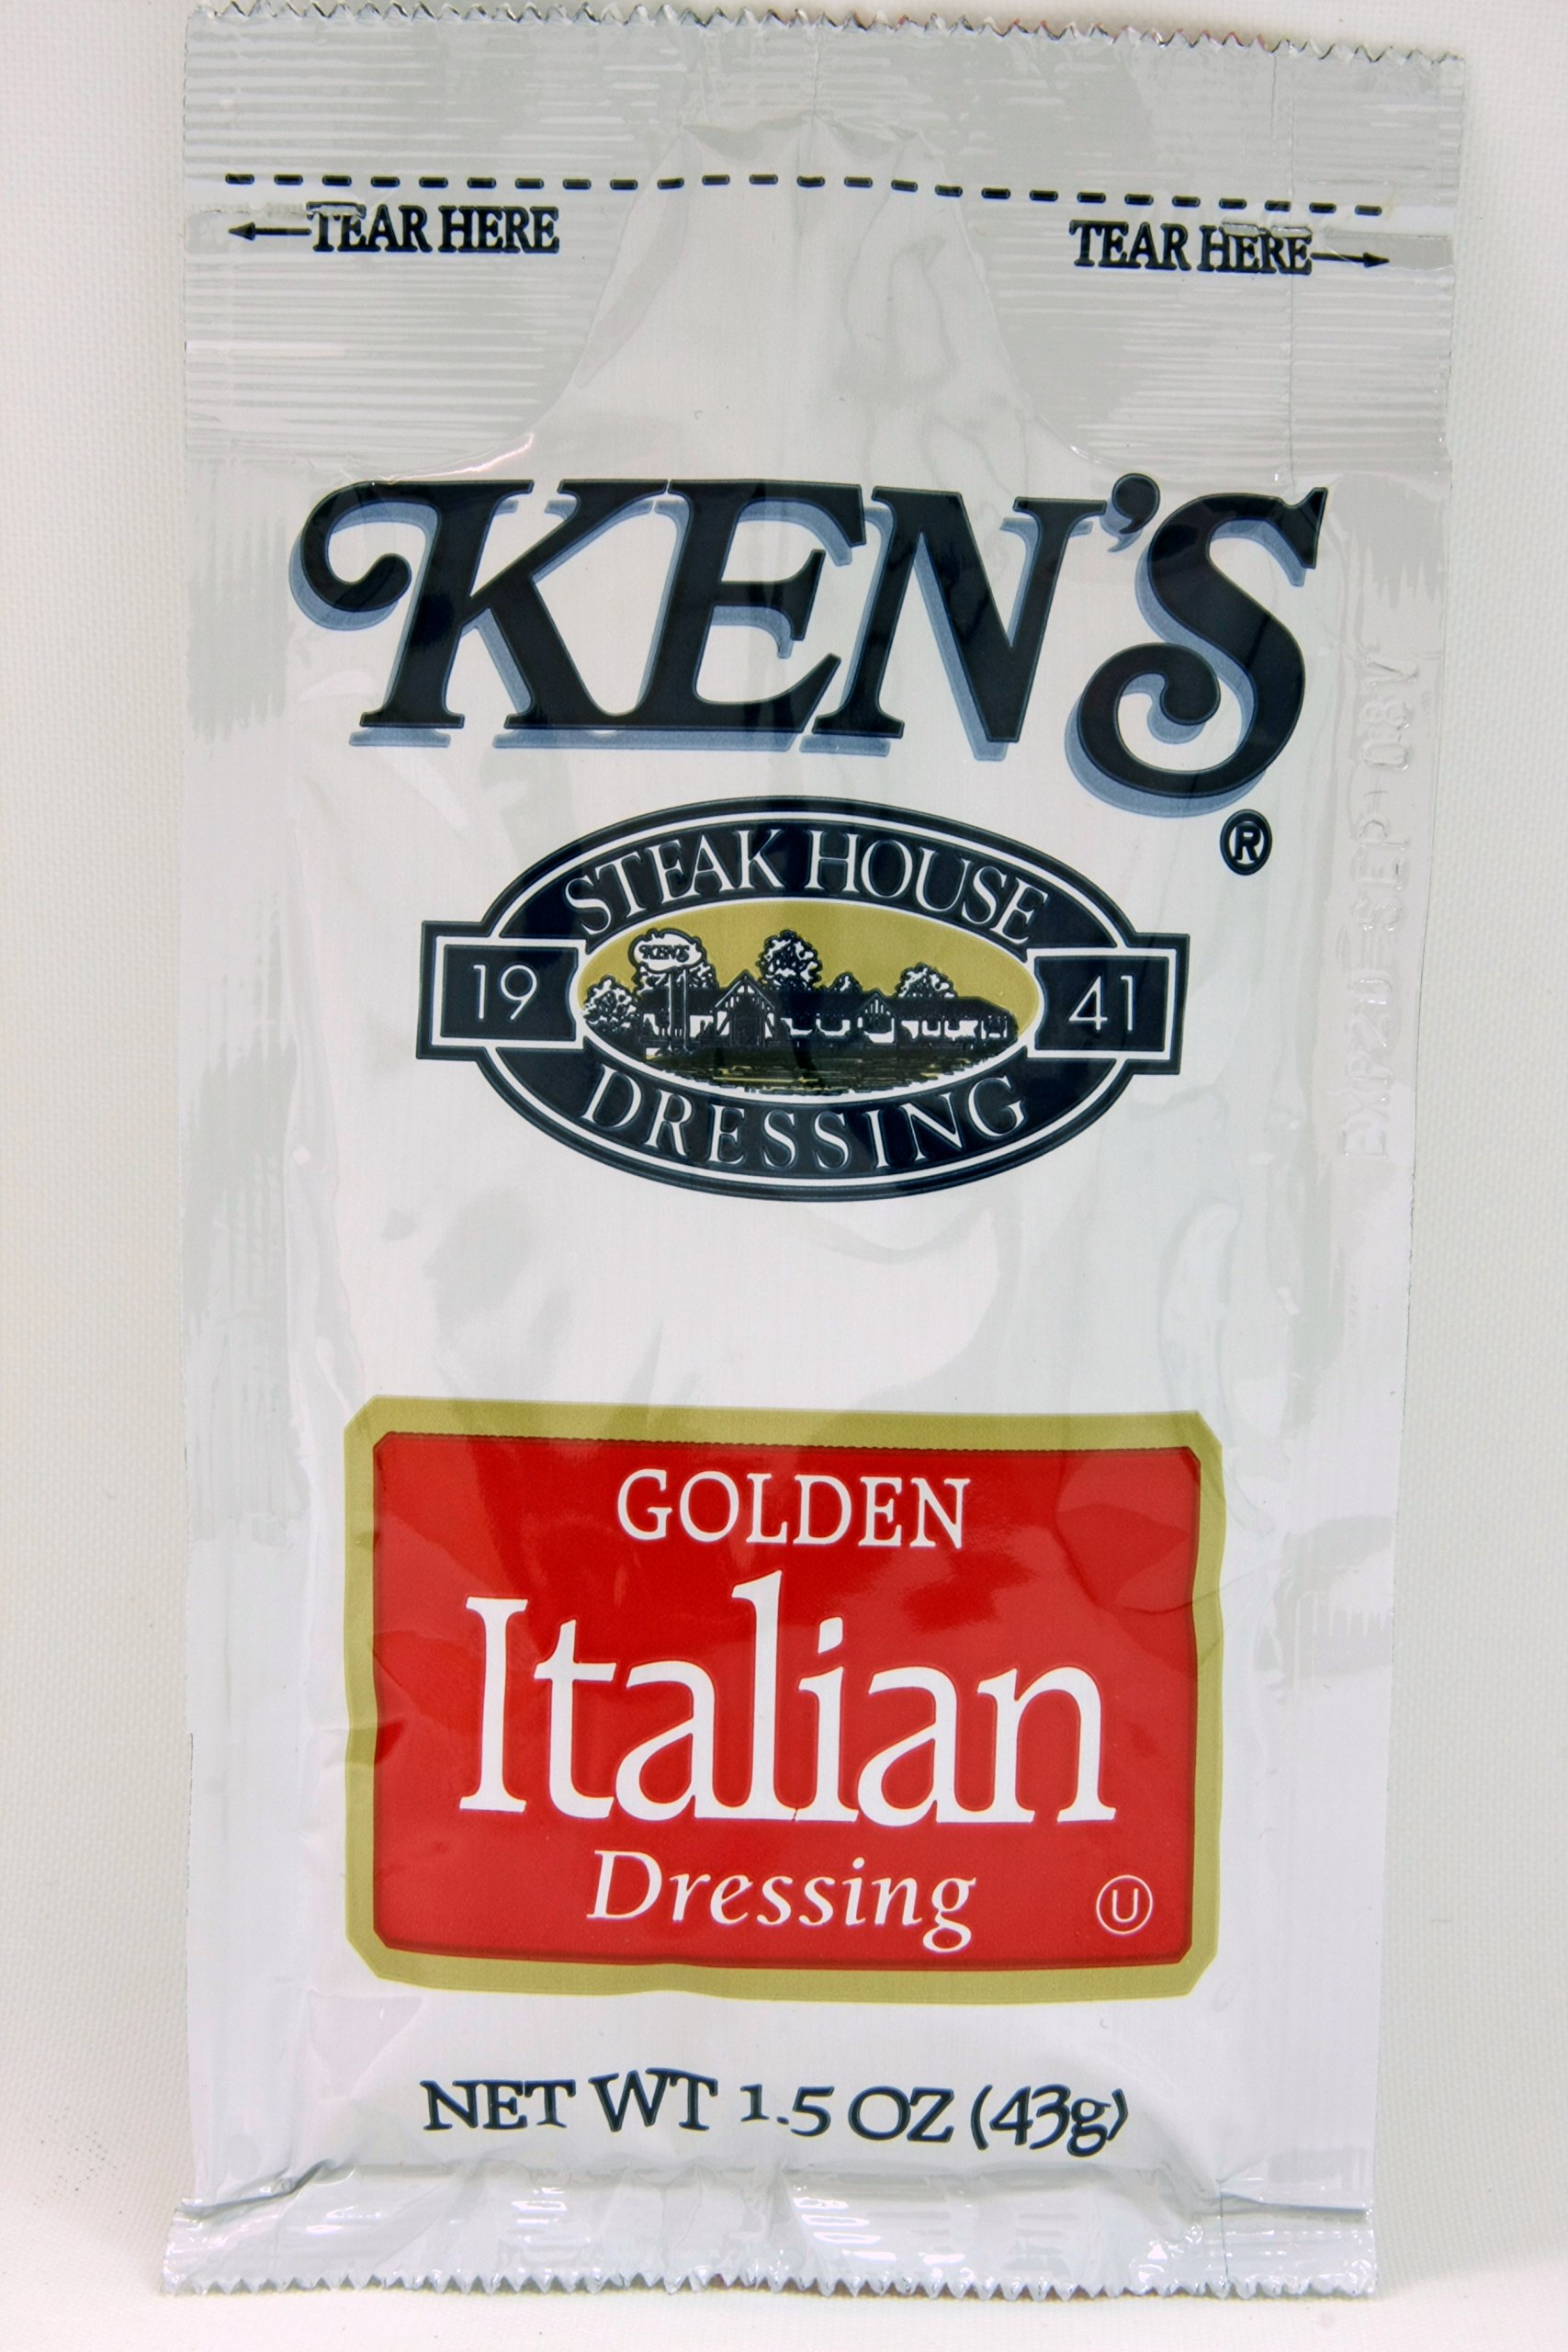 TEAR HERE
TEAR HERE
KEN'S
®
STEAK HOUSE
KEN'S
19 41
DRESSING
GOLDEN
Italian
Dressing
U
NET WT 1.5 OZ (43g)